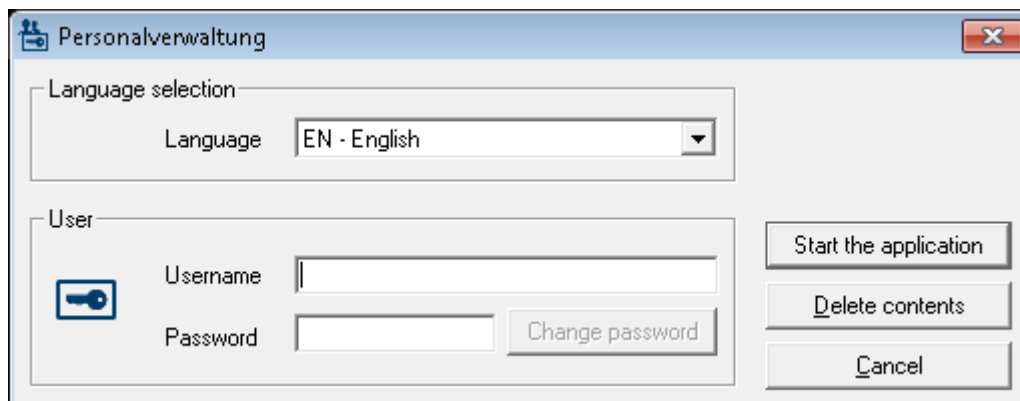 Personalverwaltung
Language selection
Language
EN - English
User
Username
Password
Change password
Start the application
Delete contents
Cancel